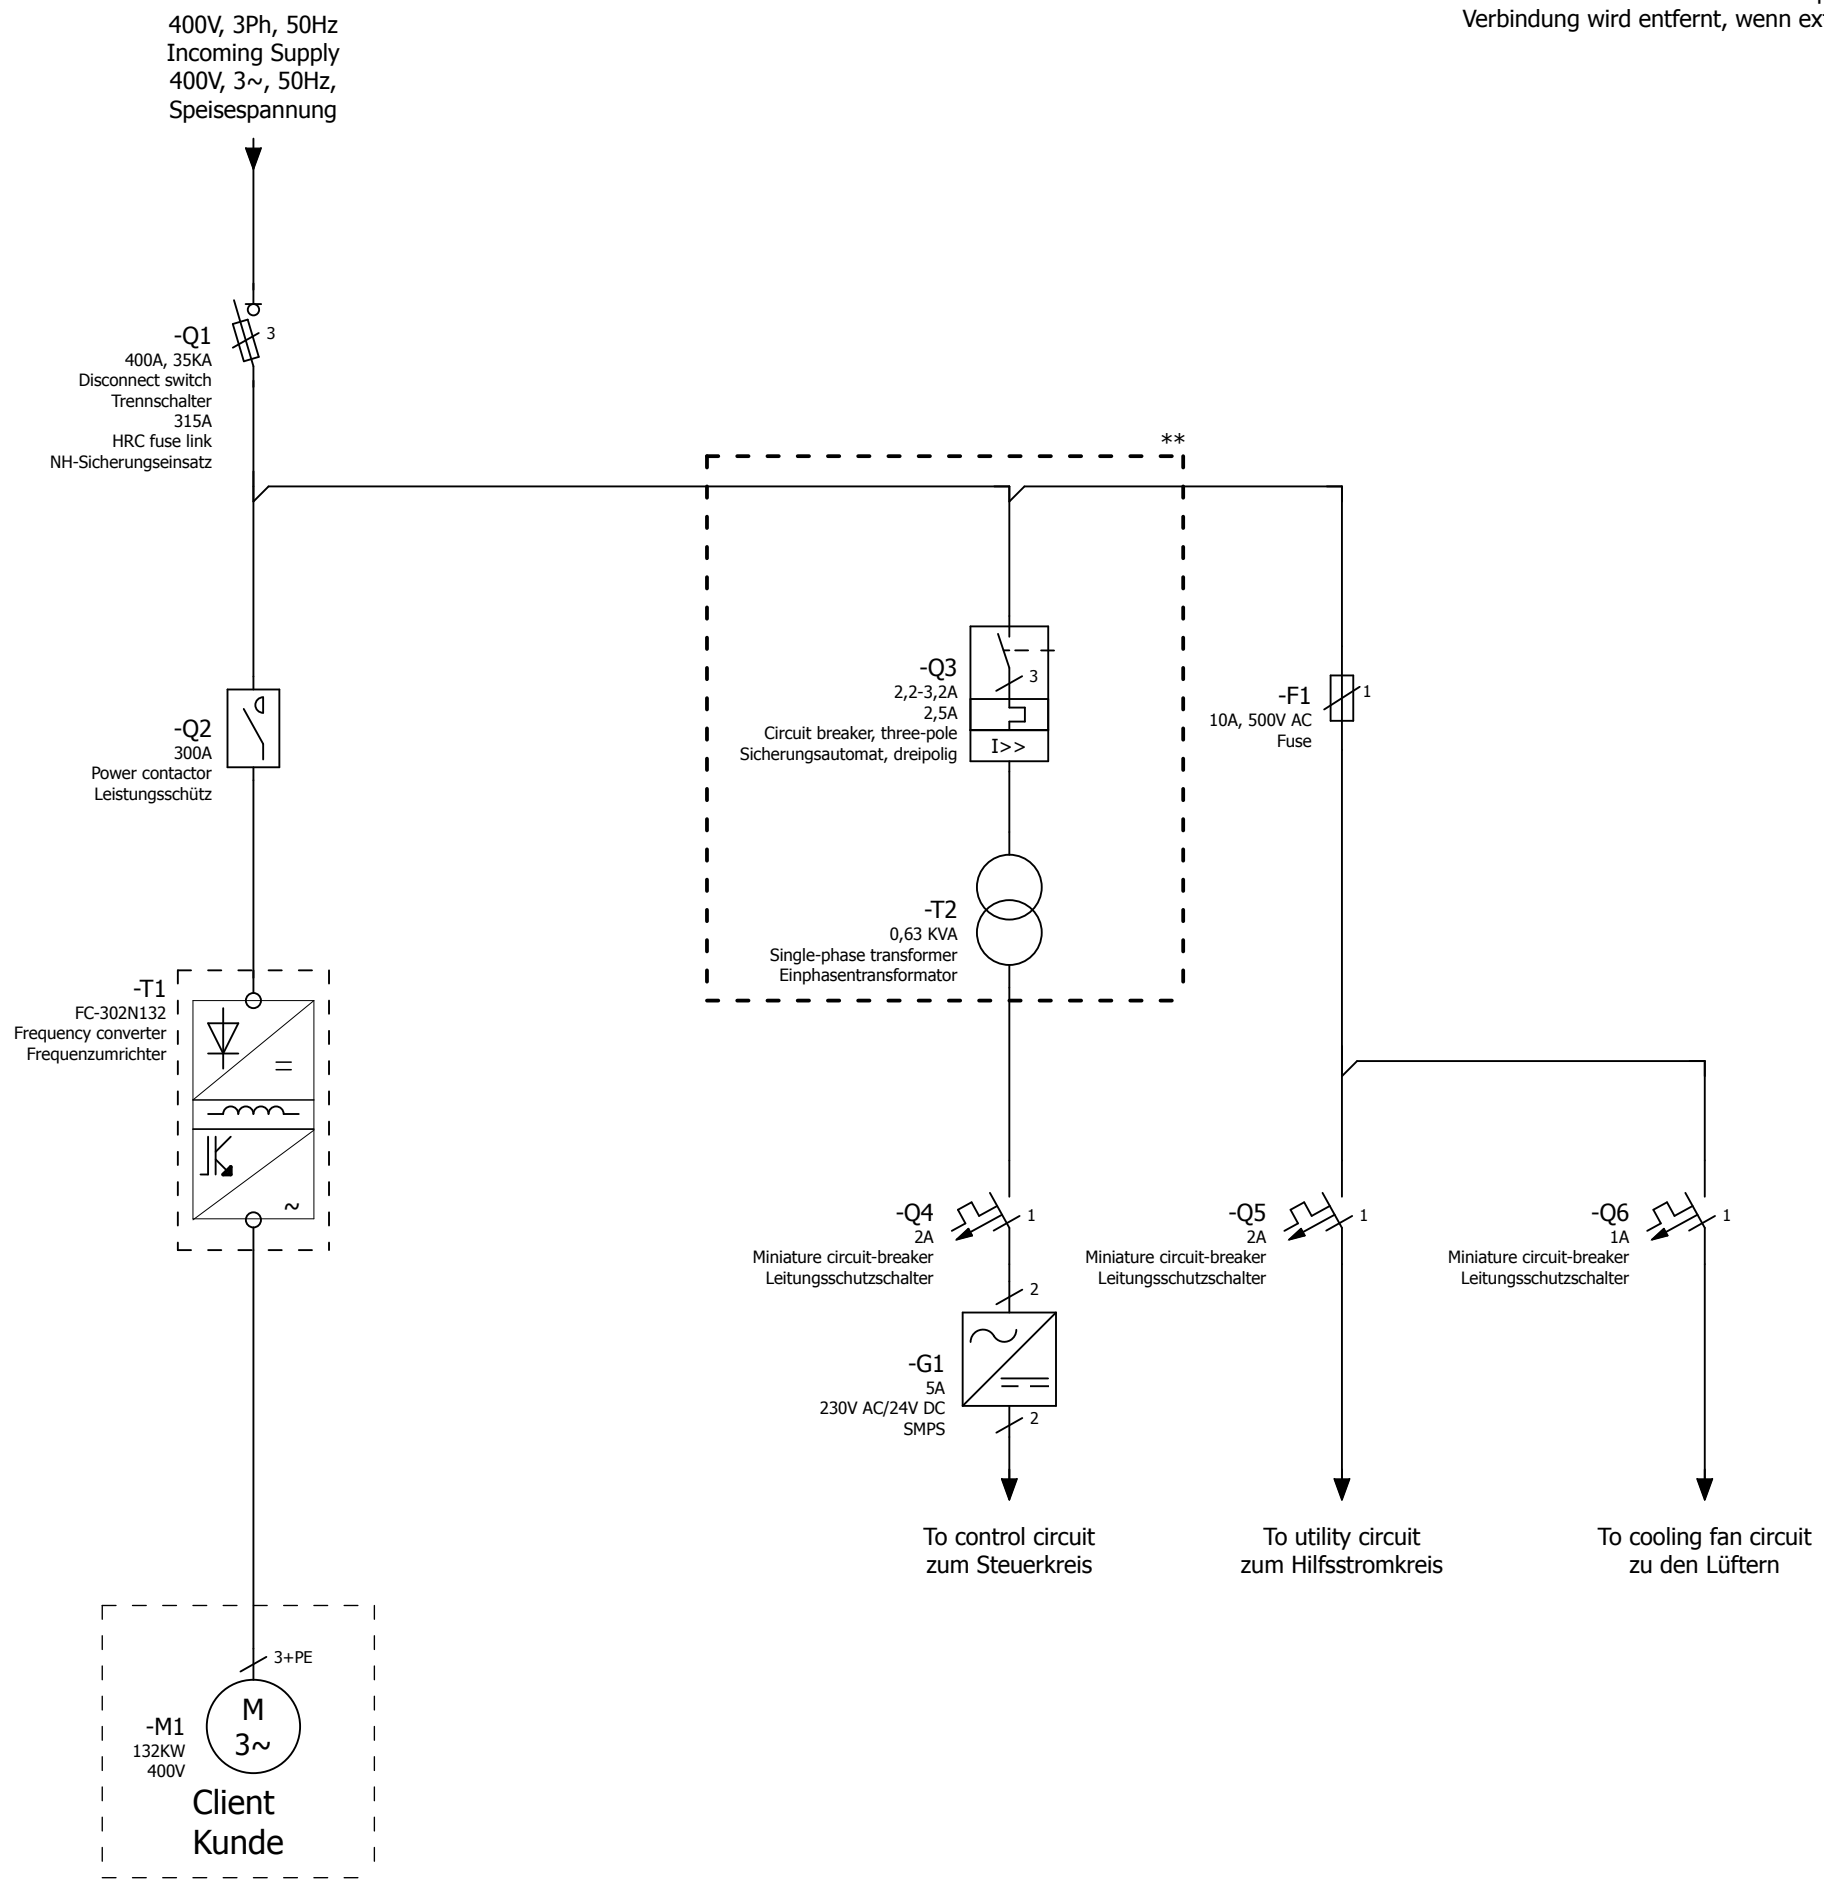 400V, 3Ph, 50Hz
Incoming Supply
400V, 3~, 50Hz,
Speisespannung
Verbindung wird entfernt, wenn
-Q1
3
400A, 35KA
Disconnect switch
Trennschalter
315A
HRC fuse link
NH-Sicherungseinsatz
**
-Q2
300A
Power contactor
Leistungsschütz
-Q3
3
2,2-3,2A
2,5A
Circuit breaker, three-pole
Sicherungsautomat, dreipolig
I>>
-F1
1
10A, 500V AC
Fuse
-T2
0,63 KVA
Single-phase transformer
Einphasentransformator
-T1
FC-302N132
Frequency converter
Frequenzumrichter
=
~
-Q4
1
2A
Miniature circuit-breaker
Leitungsschutzschalter
-Q5
1
2A
Miniature circuit-breaker
Leitungsschutzschalter
-Q6
1
1A
Miniature circuit-breaker
Leitungsschutzschalter
2
-G1
5A
230V AC/24V DC
SMPS
2
To control circuit
zum Steuerkreis
To utility circuit
zum Hilfsstromkreis
To cooling fan circuit
zu den Lüftern
3+PE
M
3~
-M1
132KW
400V
Client
Kunde